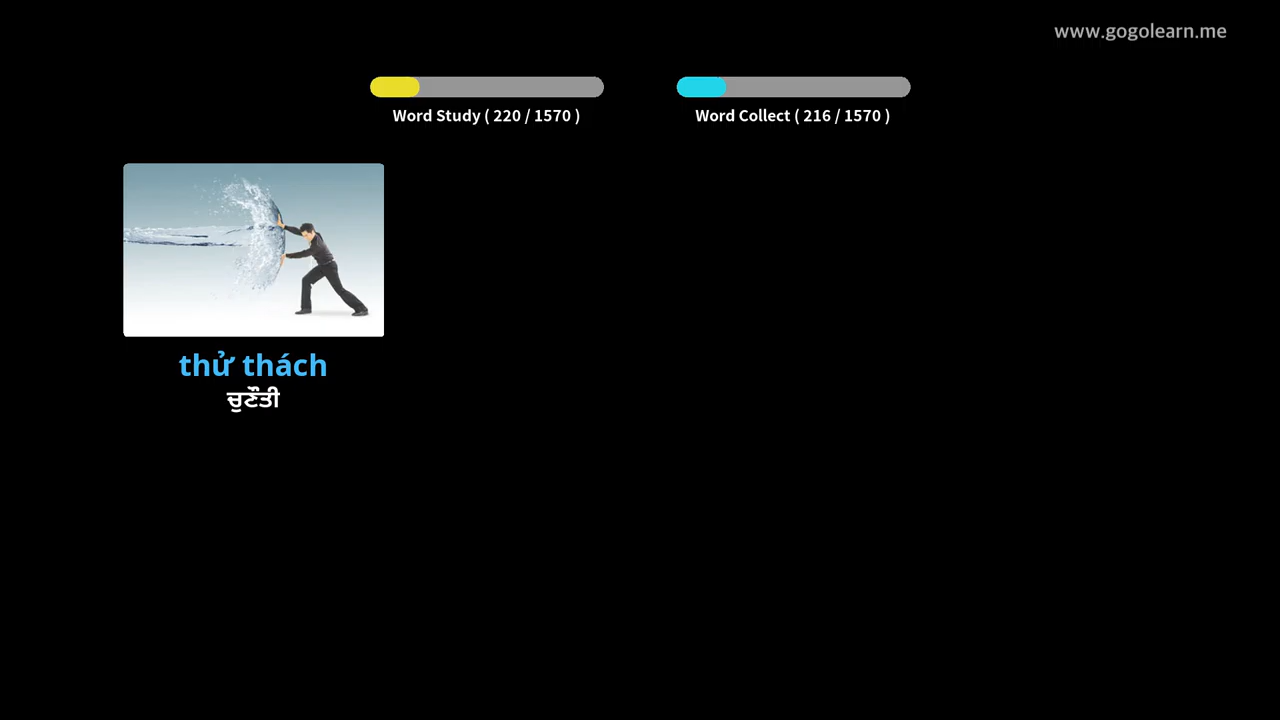 www.gogolearn.me
Word Study ( 220 / 1570 )
Word Collect ( 216 / 1570 )
thử thách
ਚੁਣੌਤੀ